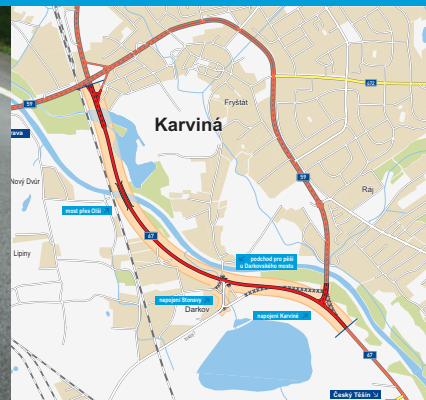 59
672
Fryštát
Karviná
rava
59
Nový Dvůr
Ráj
most přes Olši
67
podchod pro pěší
u Darkovského mostu
Lipiny
napojení Stonavy
Darkov
napojení Karviné
67
Český Těšín